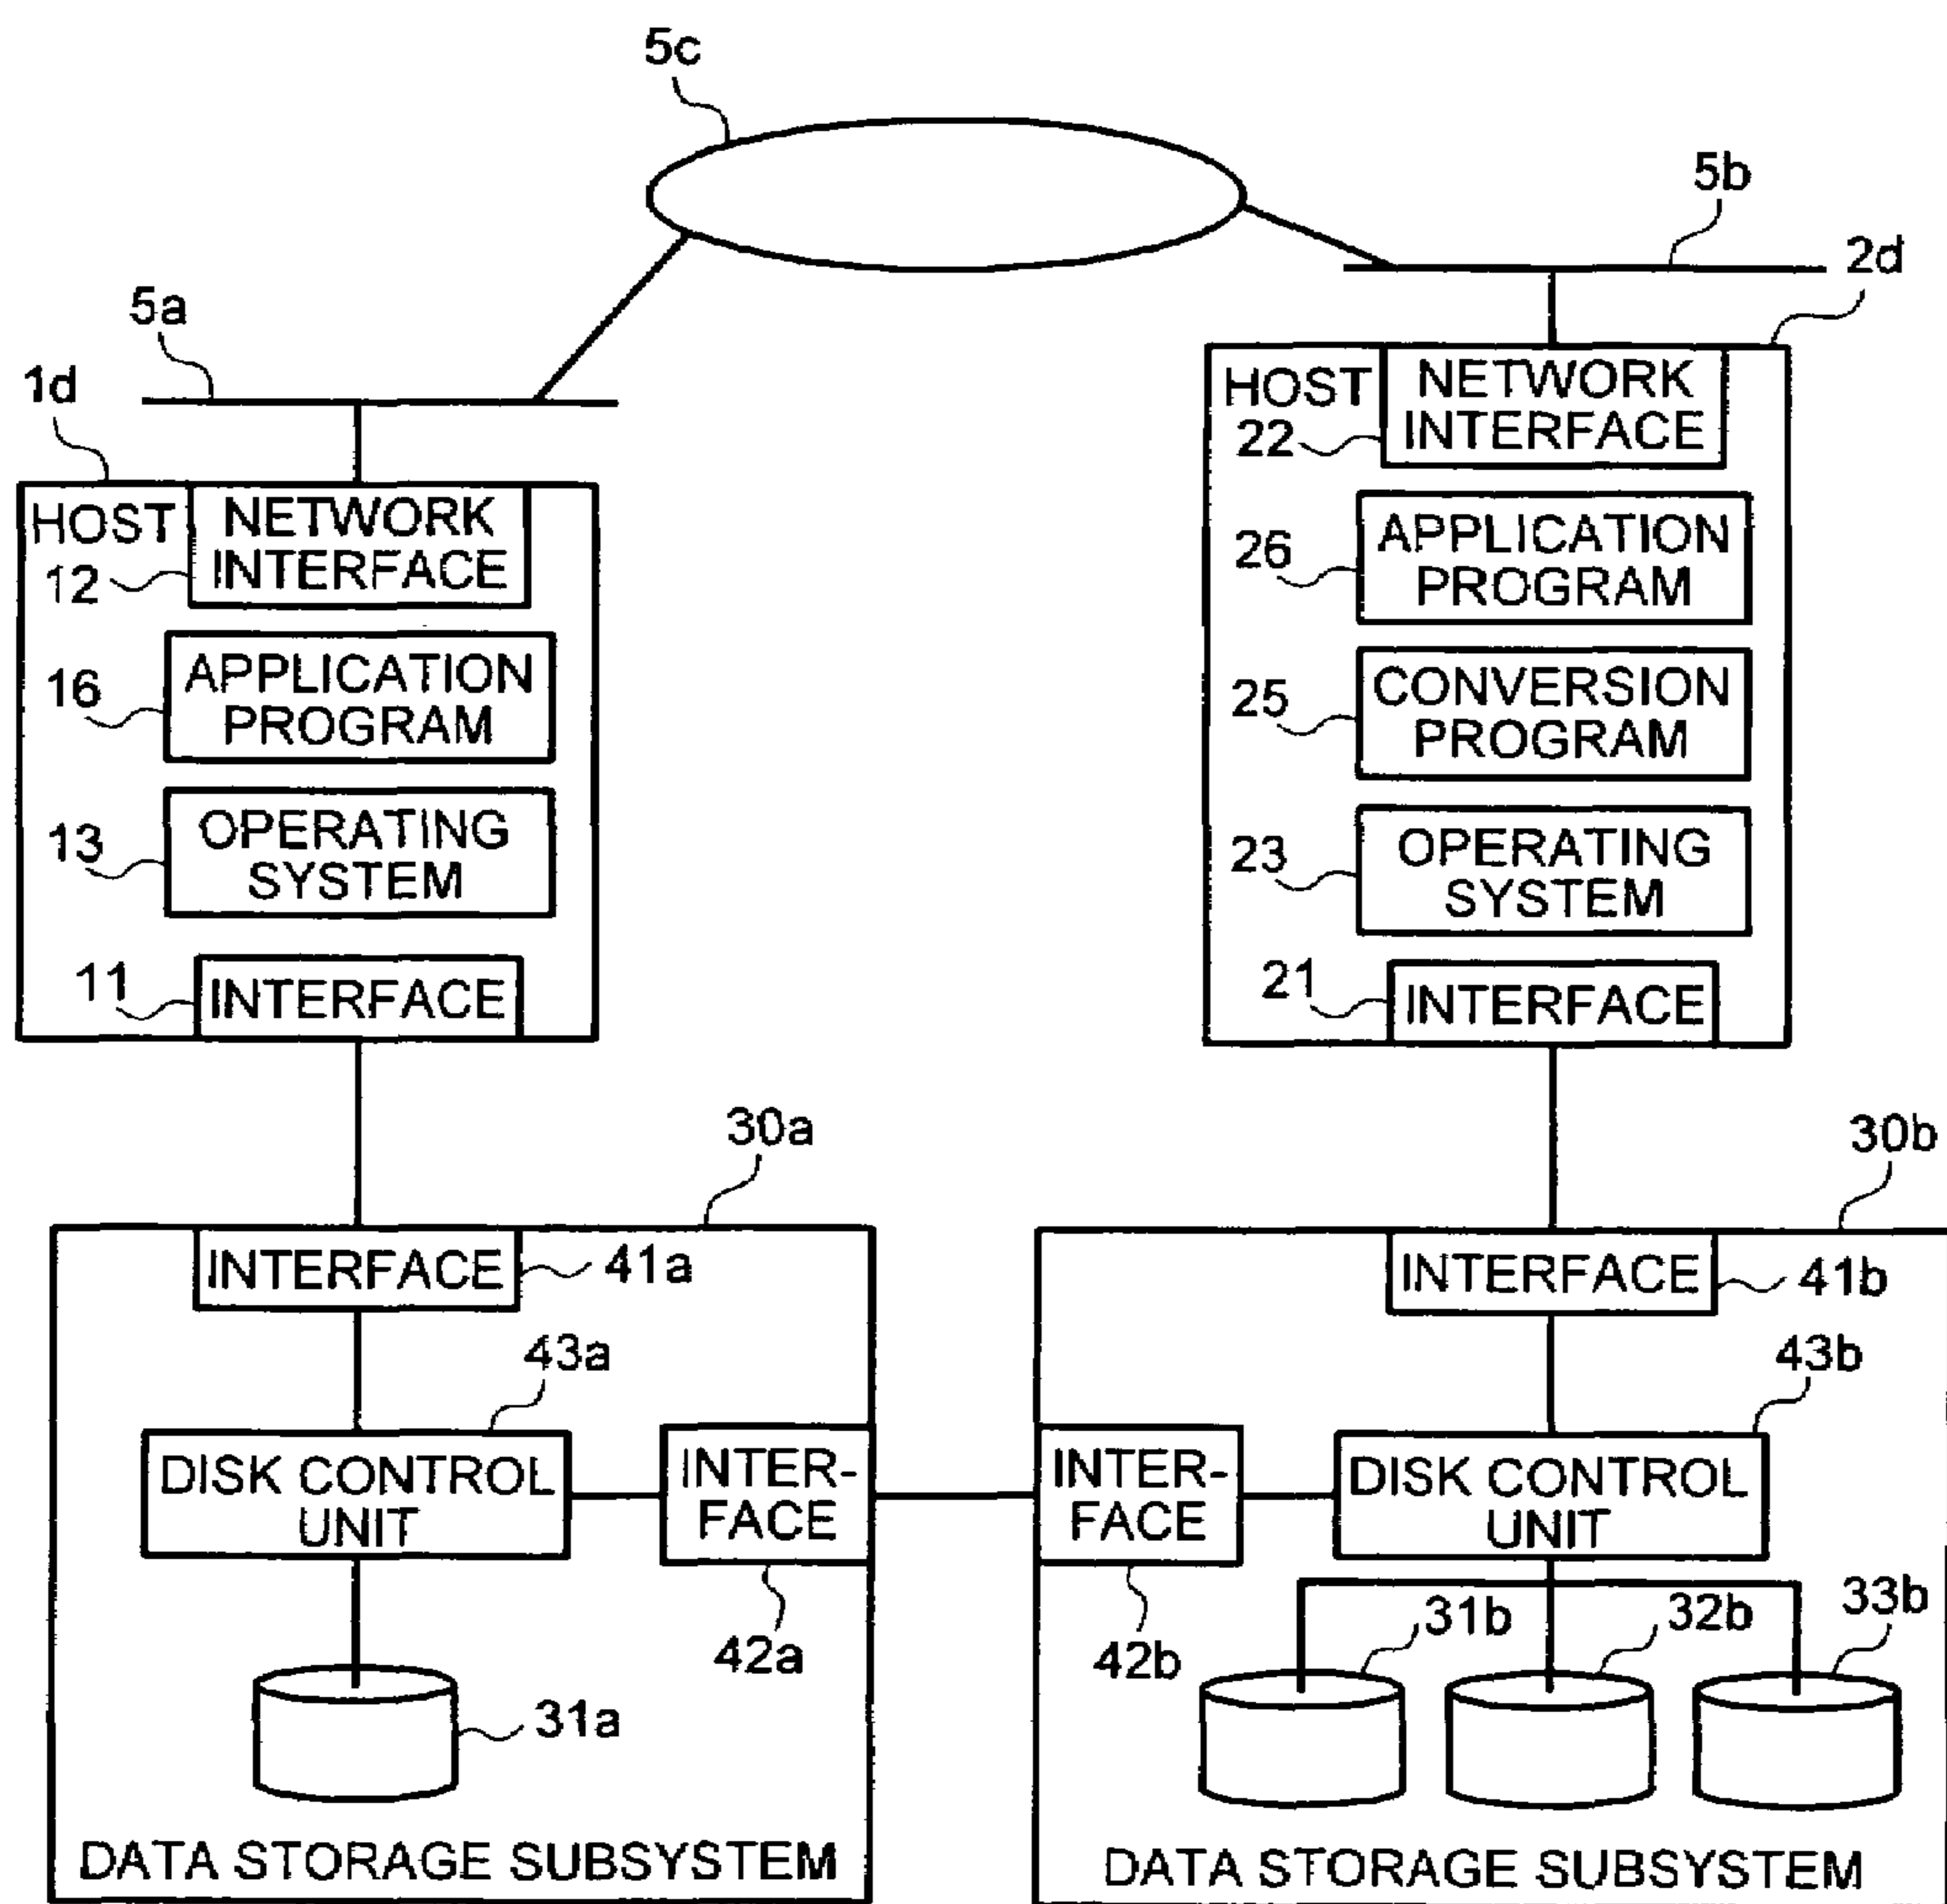 5c
5b
2d
5a
1d
HOST
NETWORK
INTERFACE
12
16
APPLICATION
PROGRAM
13
OPERATING
SYSTEM
11
INTERFACE
HOST
NETWORK
INTERFACE
22
26
APPLICATION
PROGRAM
25
CONVERSION
PROGRAM
23
OPERATING
SYSTEM
21
INTERFACE
30a
INTERFACE
41a
43a
DISK CONTROL
UNIT
INTER-
FACE
42a
31a
DATA STORAGE SUBSYSTEM
30b
INTERFACE
41b
43b
INTER-
FACE
DISK CONTROL
UNIT
42b
31b
32b
33b
DATA STORAGE SUBSYSTEM